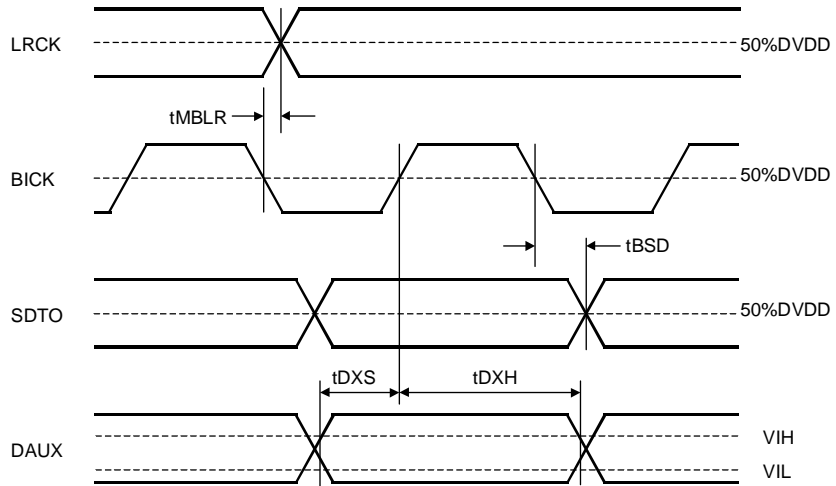 LRCK 50%DVDD
tMBLR
BICK 50%DVDD
tBSD
SDTO 50%DVDD
tDXS tDXH
VIH
DAUX
VIL